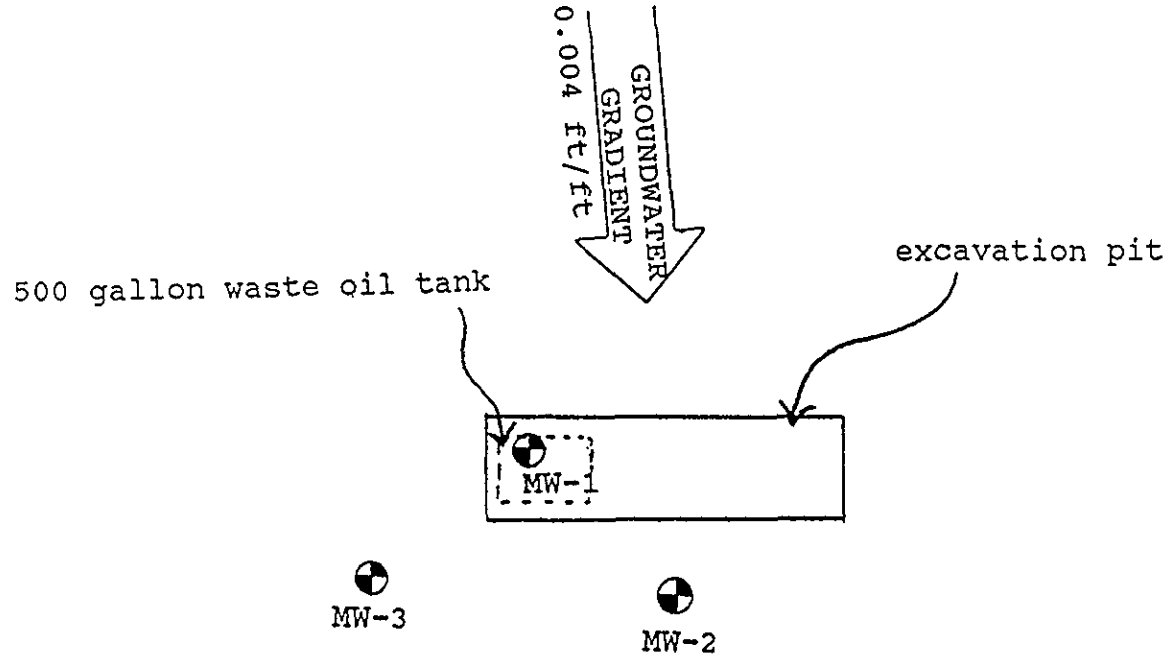 0.004 ft/ft
GROUNDWATER
GRADIENT
500 gallon waste oil tank
excavation pit
MW-1
MW-3
MW-2